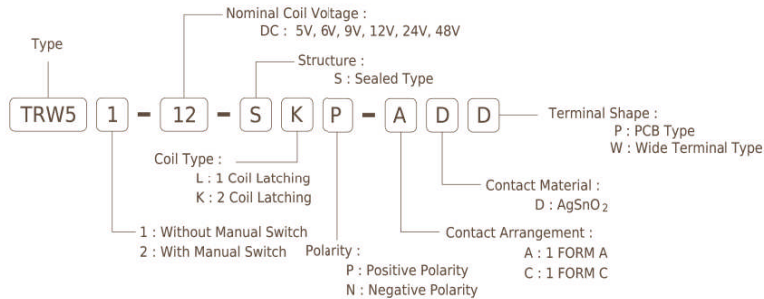 Nominal Coil Voltage :
DC : 5V, 6V, 9V, 12V, 24V, 48V
Type
Structure :
S : Sealed Type
TRW5 1 - 12 - S K P - A D D
Terminal Shape :
P : PCB Type
W : Wide Terminal Type
Coil Type :
L : 1 Coil Latching
K : 2 Coil Latching
Contact Material :
D : AgSnO₂
1 : Without Manual Switch
2 : With Manual Switch
Polarity :
P : Positive Polarity
N : Negative Polarity
Contact Arrangement :
A : 1 FORM A
C : 1 FORM C